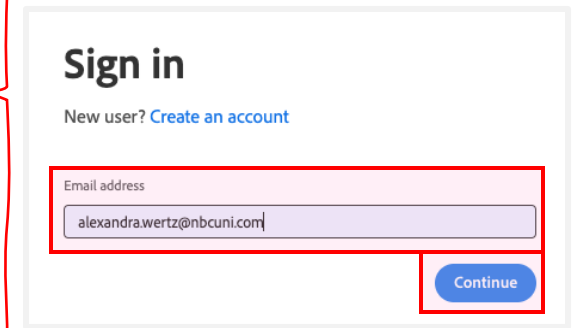 Sign in
New user? Create an account
Email address
alexandra.wertz@nbcuni.com
Continue